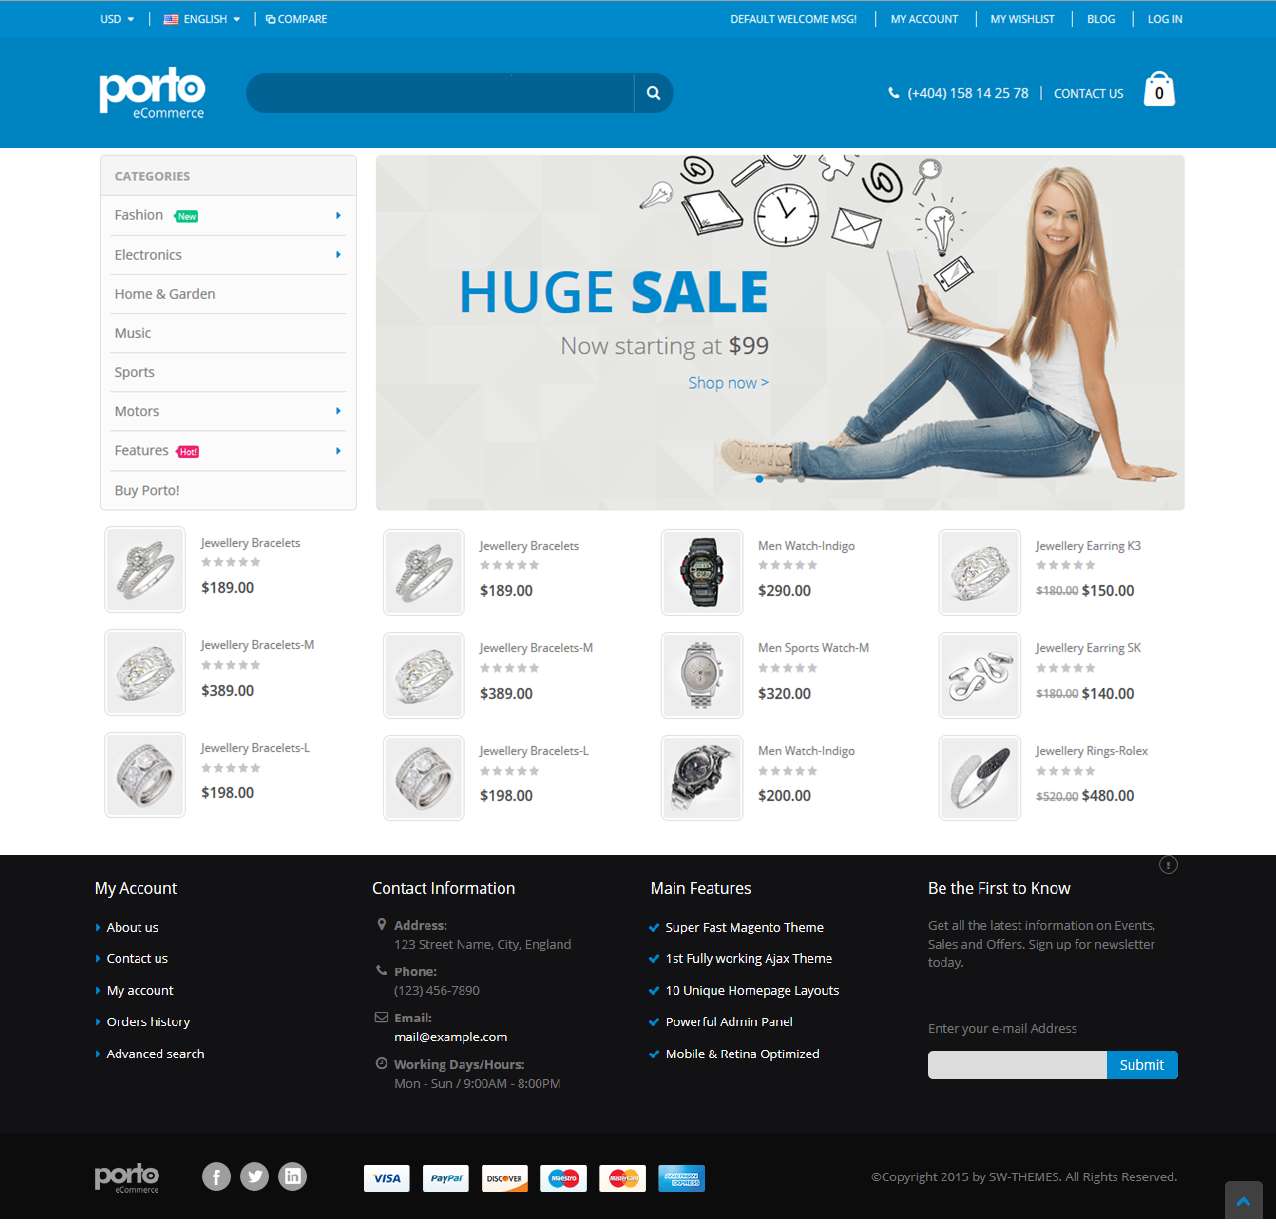 USD ENGLISH COMPARE DEFAULT WELCOME MSG! MY ACCOUNT MY WISHLIST BLOG LOG IN
porto
eCommerce
(+404) 158 14 25 78 CONTACT US 0
CATEGORIES
Fashion New
Electronics
Home & Garden
Music
Sports
Motors
Features Hot!
Buy Porto!
HUGE SALE
Now starting at $99
Shop now >
Jewellery Bracelets
$189.00
Jewellery Bracelets
$189.00
Men Watch-Indigo
$290.00
Jewellery Earring K3
$180.00 $150.00
Jewellery Bracelets-M
$389.00
Jewellery Bracelets-M
$389.00
Men Sports Watch-M
$320.00
Jewellery Earring SK
$180.00 $140.00
Jewellery Bracelets-L
$198.00
Jewellery Bracelets-L
$198.00
Men Watch-Indigo
$200.00
Jewellery Rings-Rolex
$520.00 $480.00
My Account
About us
Contact us
My account
Orders history
Advanced search
Contact Information
Address:
123 Street Name, City, England
Phone:
(123) 456-7890
Email:
mail@example.com
Working Days/Hours:
Mon - Sun / 9:00AM - 8:00PM
Main Features
Super Fast Magento Theme
1st Fully working Ajax Theme
10 Unique Homepage Layouts
Powerful Admin Panel
Mobile & Retina Optimized
Be the First to Know
Get all the latest information on Events,
Sales and Offers. Sign up for newsletter
today.
Enter your e-mail Address
Submit
porto
eCommerce
VISA PayPal DISCOVER Maestro MasterCard AMERICAN EXPRESS
©Copyright 2015 by SW-THEMES. All Rights Reserved.